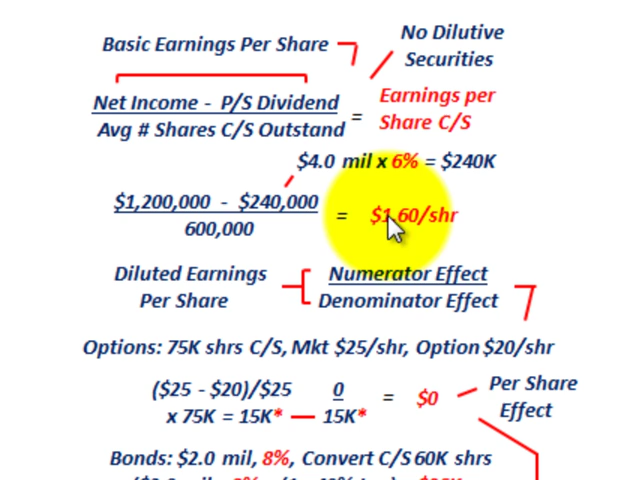 Basic Earnings Per Share
No Dilutive
Securities
Net Income - P/S Dividend
Avg # Shares C/S Outstand
=
Earnings per
Share C/S
$4.0 mil x 6% = $240K
$1,200,000 - $240,000
600,000
= $1.60/shr
Diluted Earnings
Per Share
Numerator Effect
Denominator Effect
Options: 75K shrs C/S, Mkt $25/shr, Option $20/shr
($25 - $20)/$25
x 75K = 15K*
0
15K*
= $0
Per Share
Effect
Bonds: $2.0 mil, 8%, Convert C/S 60K shrs